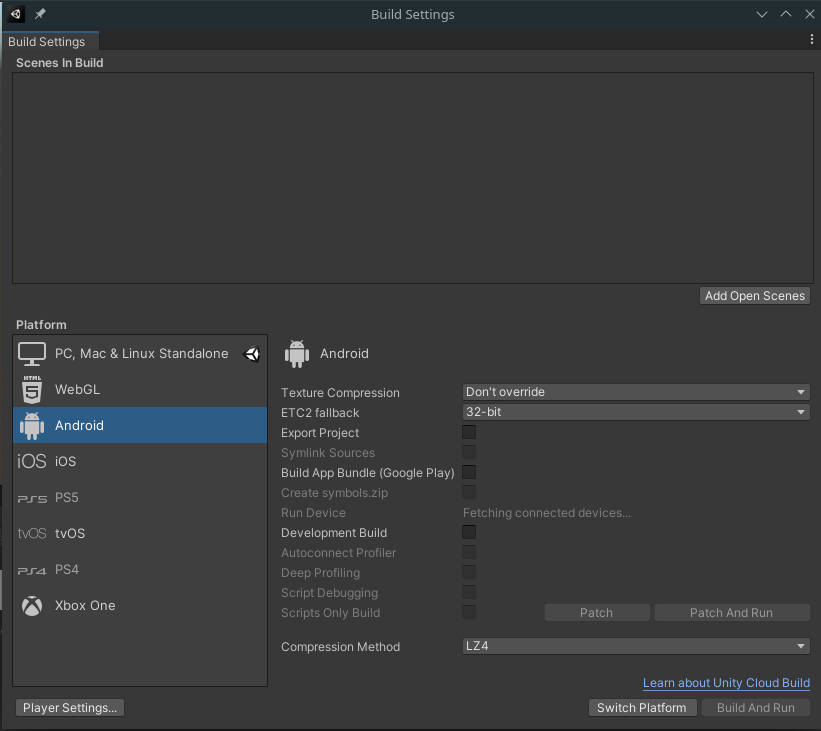 Build Settings
Build Settings
Scenes In Build
Add Open Scenes
Platform
PC, Mac & Linux Standalone
HTML
5
WebGL
Android
iOS iOS
PS5 PS5
tvOS tvOS
PS4 PS4
Xbox One
Android
Texture Compression Don't override
ETC2 fallback 32-bit
Export Project
Symlink Sources
Build App Bundle (Google Play)
Create symbols.zip
Run Device Fetching connected devices...
Development Build
Autoconnect Profiler
Deep Profiling
Script Debugging
Scripts Only Build Patch Patch And Run
Compression Method LZ4
Learn about Unity Cloud Build
Player Settings... Switch Platform Build And Run